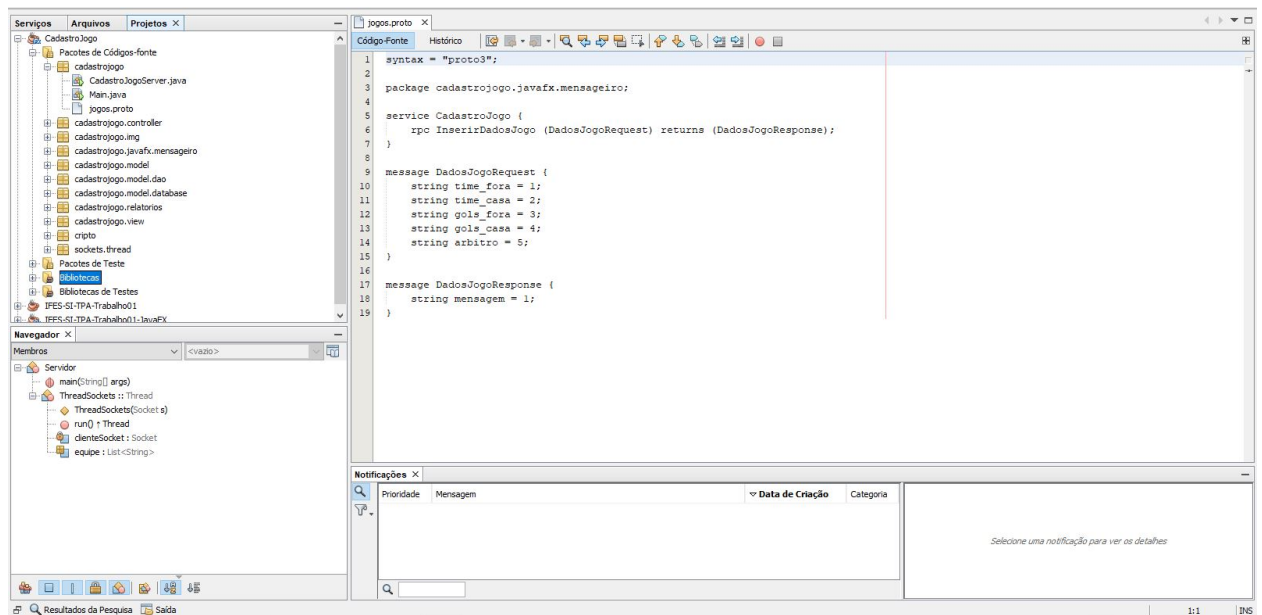 Serviços Arquivos Projetos ×
CadastroJogo
Pacotes de Códigos-fonte
cadastrojogo
CadastroJogoServer.java
Main.java
jogos.proto
cadastrojogo.controller
cadastrojogo.img
cadastrojogo.javafx.mensageiro
cadastrojogo.model
cadastrojogo.model.dao
cadastrojogo.model.database
cadastrojogo.relatorios
cadastrojogo.view
cripto
sockets.thread
Pacotes de Teste
Bibliotecas
Bibliotecas de Testes
IFES-SI-TPA-Trabalho01
IFES-SI-TPA-Trabalho01-JavaFX
Navegador ×
Membros <vazio>
Servidor
main(String[] args)
ThreadSockets :: Thread
ThreadSockets(Socket s)
run() ↑ Thread
clienteSocket : Socket
equipe : List<String>
jogos.proto ×
Código-Fonte Histórico
1 syntax = "proto3";
2
3 package cadastrojogo.javafx.mensageiro;
4
5 service CadastroJogo {
6 rpc InserirDadosJogo (DadosJogoRequest) returns (DadosJogoResponse);
7 }
8
9 message DadosJogoRequest {
10 string time_fora = 1;
11 string time_casa = 2;
12 string gols_fora = 3;
13 string gols_casa = 4;
14 string arbitro = 5;
15 }
16
17 message DadosJogoResponse {
18 string mensagem = 1;
19 }
Notificações ×
Prioridade Mensagem Data de Criação Categoria
Selecione uma notificação para ver os detalhes
Resultados da Pesquisa Saída
1:1 INS